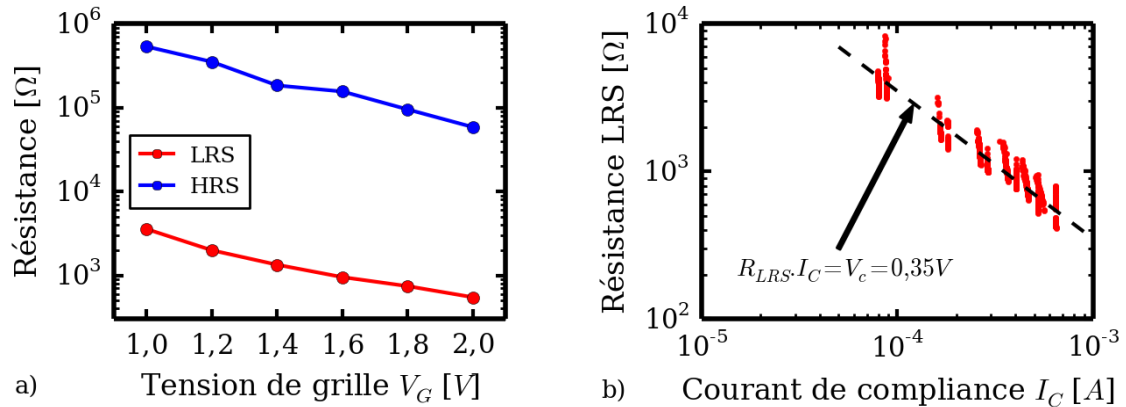 Résistance [Ω]
10^6
10^5
10^4
10^3
LRS
HRS
1,0 1,2 1,4 1,6 1,8 2,0
a) Tension de grille V_G [V]
Résistance LRS [Ω]
10^4
10^3
10^2
R_{LRS}.I_C=V_c=0,35V
10^-5 10^-4 10^-3
b) Courant de compliance I_C [A]